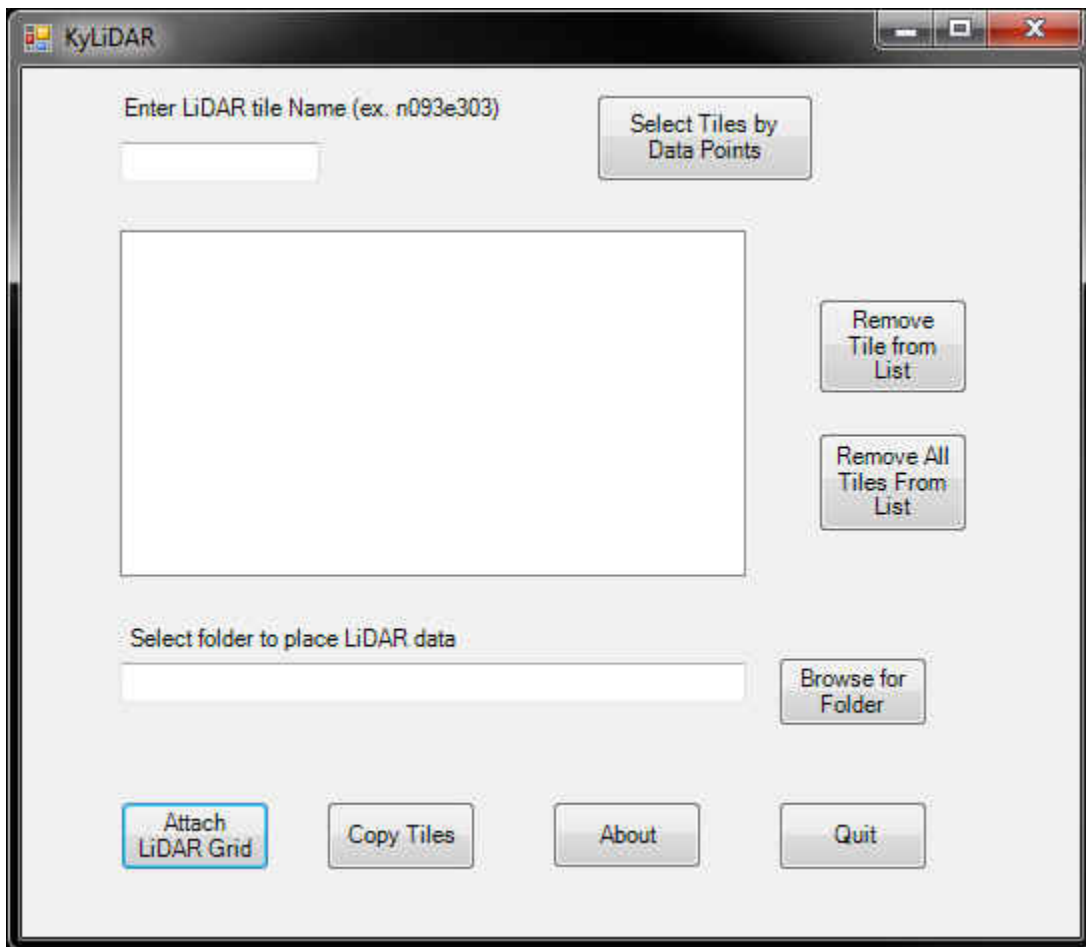 KyLiDAR
Enter LiDAR tile Name (ex. n093e303)
Select Tiles by
Data Points
Remove
Tile from
List
Remove All
Tiles From
List
Select folder to place LiDAR data
Browse for
Folder
Attach
LiDAR Grid
Copy Tiles
About
Quit